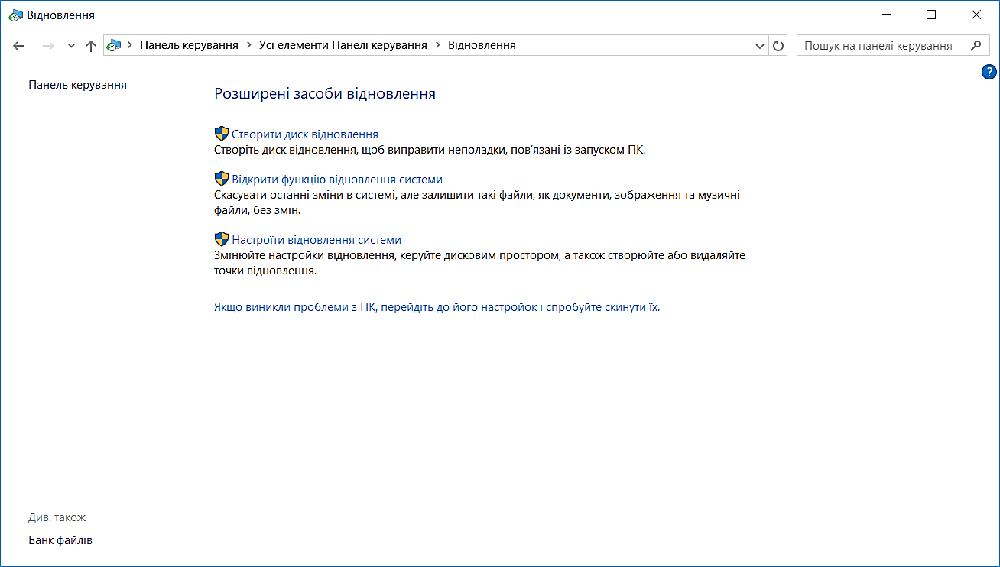 Відновлення
Панель керування > Усі елементи Панелі керування > Відновлення
Пошук на панелі керування
?
Панель керування
Розширені засоби відновлення
Створити диск відновлення
Створіть диск відновлення, щоб виправити неполадки, пов’язані із запуском ПК.
Відкрити функцію відновлення системи
Скасувати останні зміни в системі, але залишити такі файли, як документи, зображення та музичні
файли, без змін.
Настроїти відновлення системи
Змінюйте настройки відновлення, керуйте дисковим простором, а також створюйте або видаляйте
точки відновлення.
Якщо виникли проблеми з ПК, перейдіть до його настройок і спробуйте скинути їх.
Див. також
Банк файлів